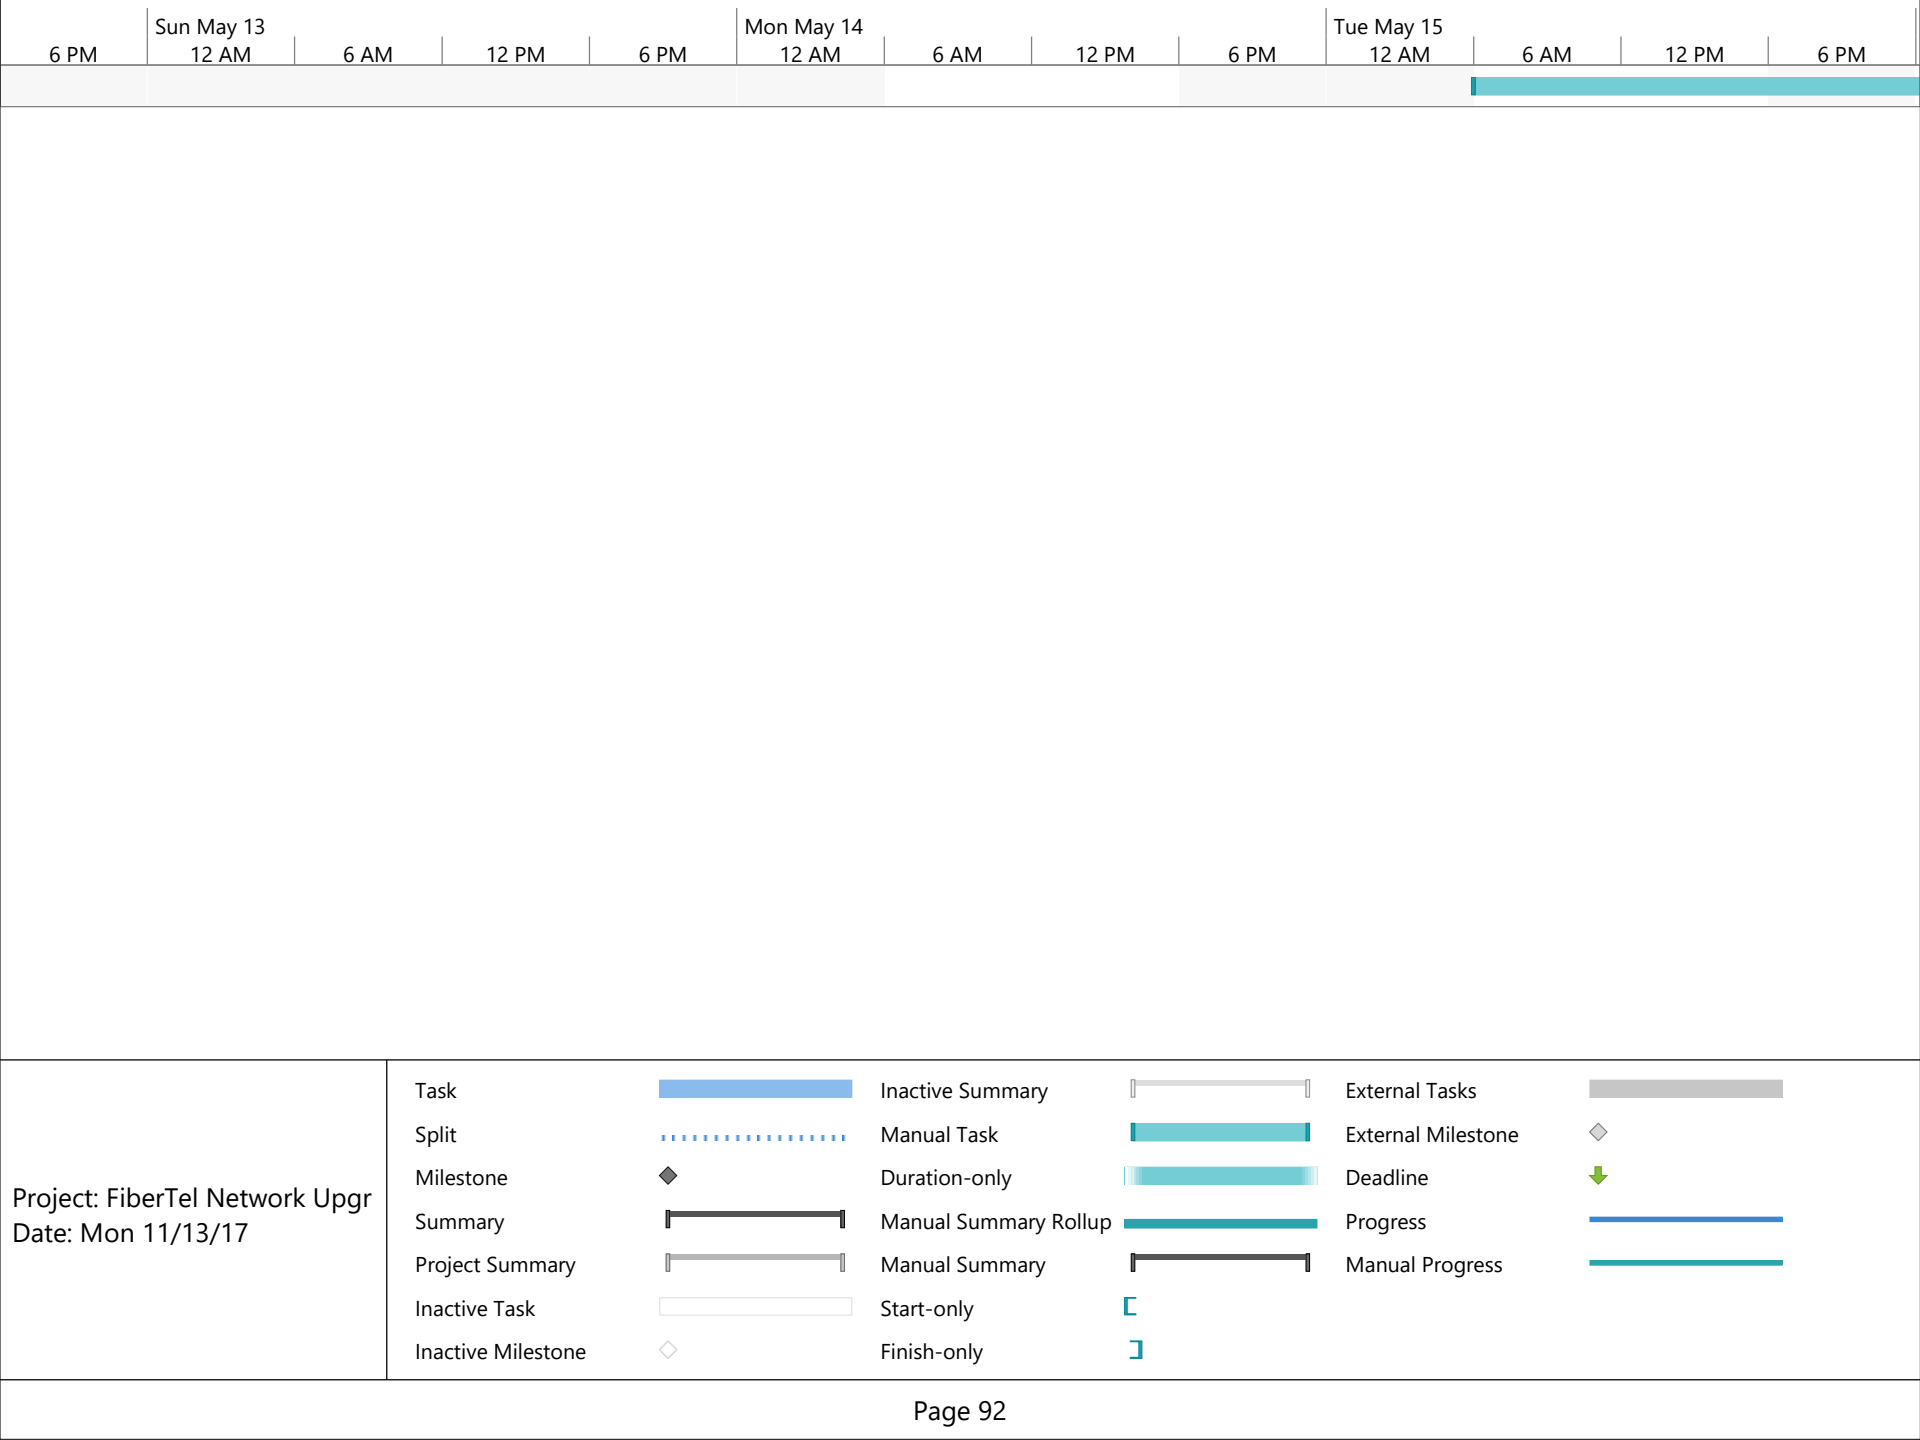 Sun May 13 Mon May 14 Tue May 15
6 PM 12 AM 6 AM 12 PM 6 PM 12 AM 6 AM 12 PM 6 PM 12 AM 6 AM 12 PM 6 PM
Project: FiberTel Network Upgr
Date: Mon 11/13/17
Task
Split
Milestone
Summary
Project Summary
Inactive Task
Inactive Milestone
Inactive Summary
Manual Task
Duration-only
Manual Summary Rollup
Manual Summary
Start-only
Finish-only
External Tasks
External Milestone
Deadline
Progress
Manual Progress
Page 92